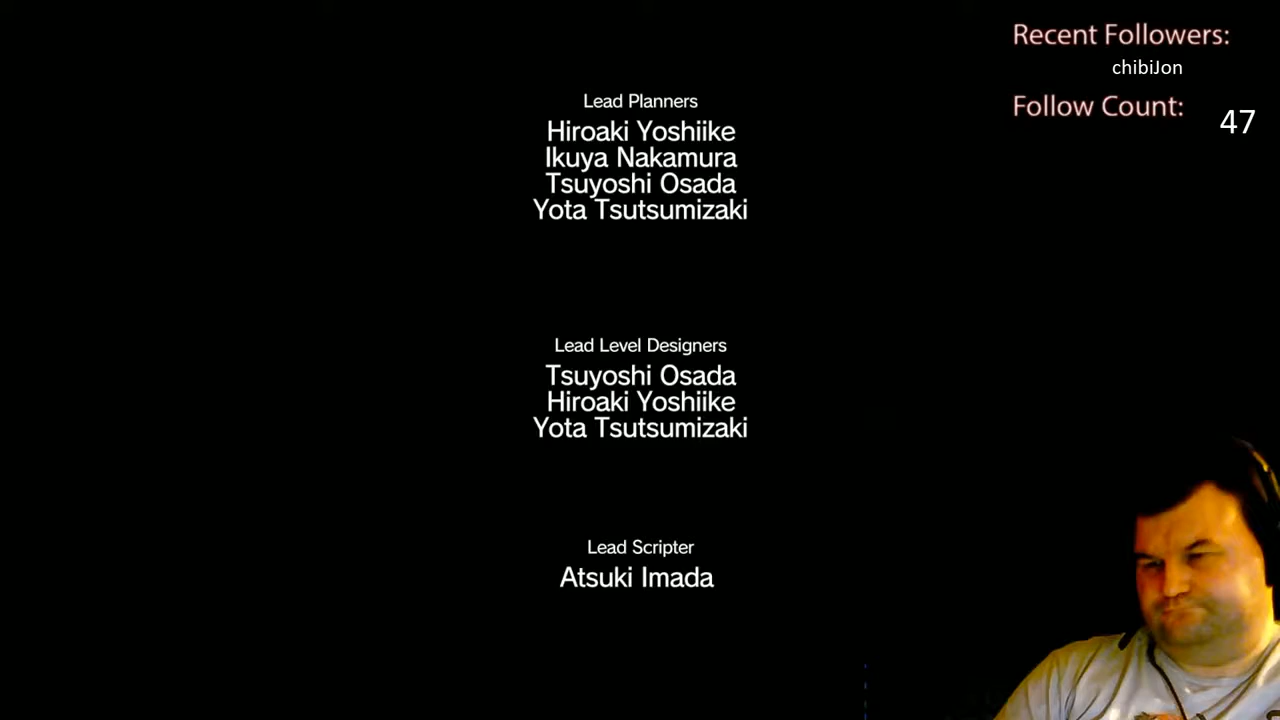 Recent Followers:
chibiJon
Follow Count:
47
Lead Planners
Hiroaki Yoshiike
Ikuya Nakamura
Tsuyoshi Osada
Yota Tsutsumizaki
Lead Level Designers
Tsuyoshi Osada
Hiroaki Yoshiike
Yota Tsutsumizaki
Lead Scripter
Atsuki Imada